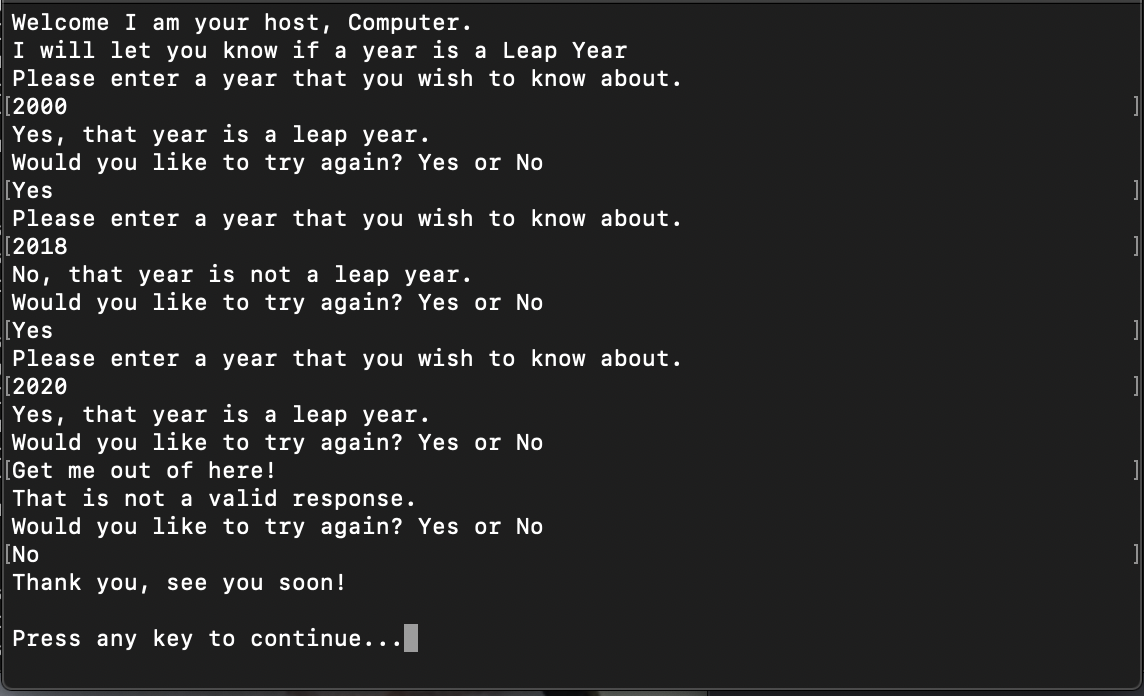 Welcome I am your host, Computer.
I will let you know if a year is a Leap Year
Please enter a year that you wish to know about.
[2000 ]
Yes, that year is a leap year.
Would you like to try again? Yes or No
[Yes ]
Please enter a year that you wish to know about.
[2018 ]
No, that year is not a leap year.
Would you like to try again? Yes or No
[Yes ]
Please enter a year that you wish to know about.
[2020 ]
Yes, that year is a leap year.
Would you like to try again? Yes or No
[Get me out of here! ]
That is not a valid response.
Would you like to try again? Yes or No
[No ]
Thank you, see you soon!
Press any key to continue...